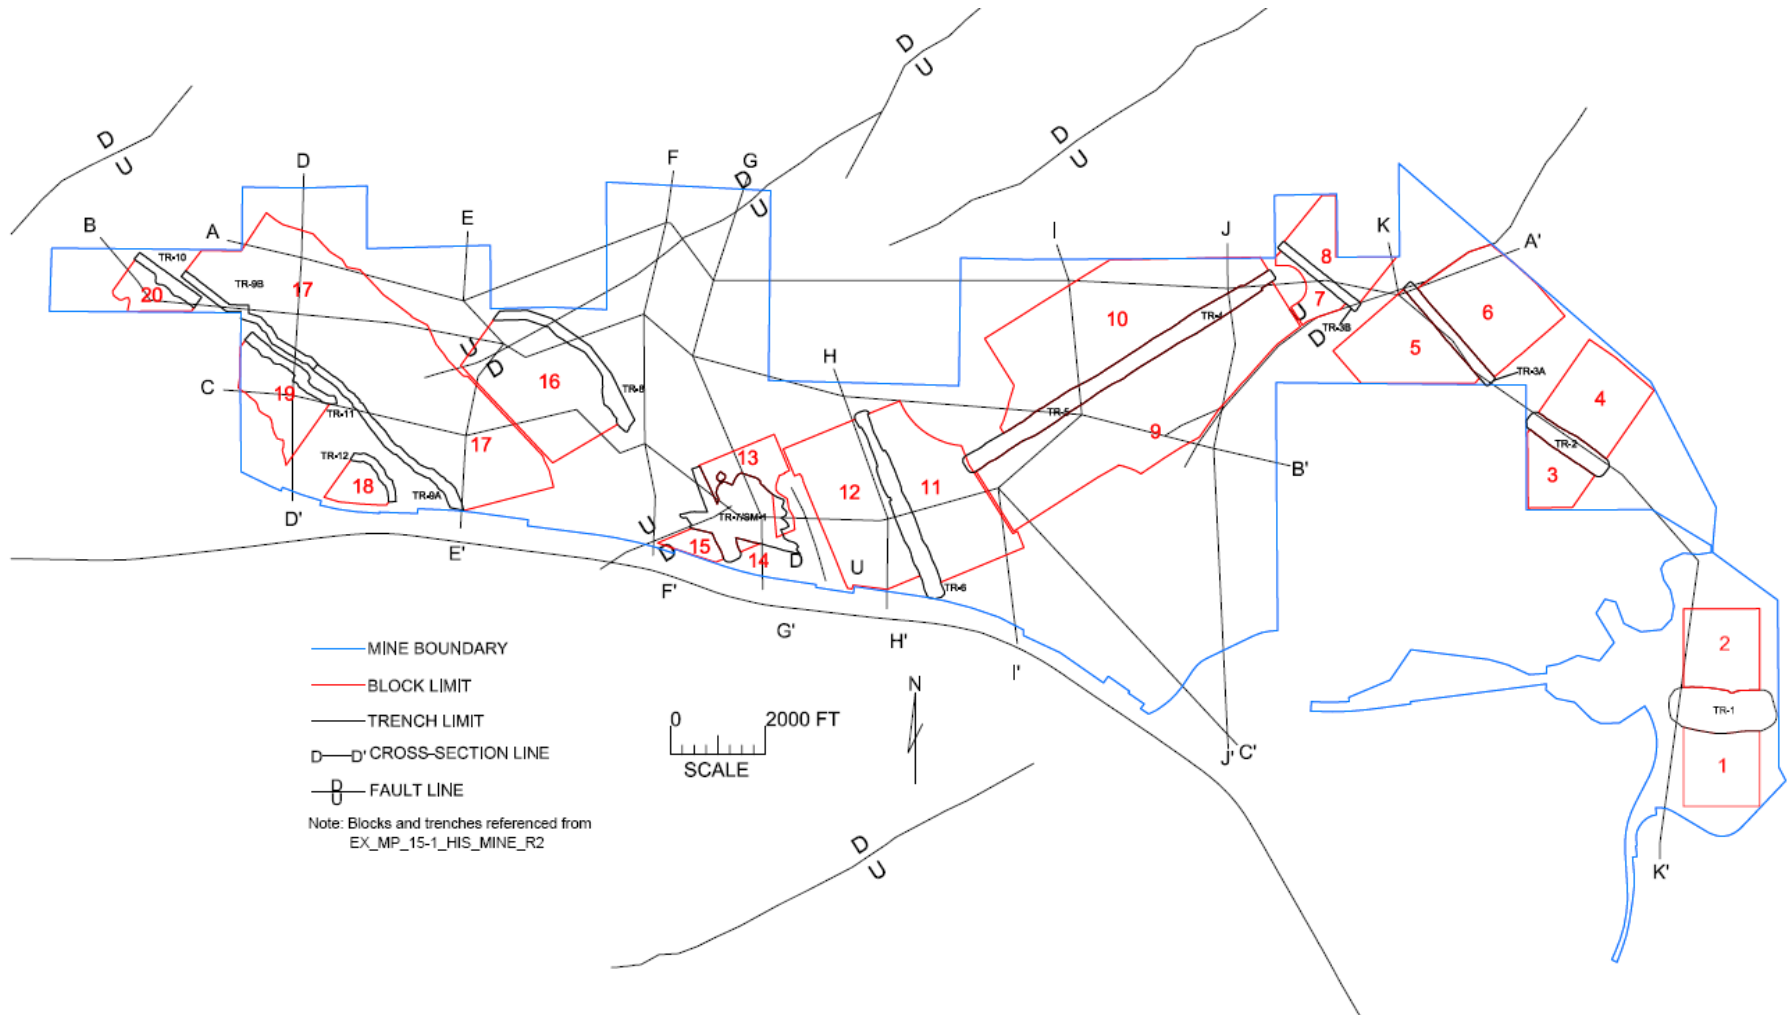 D
U
D
U
D
U
D
U
D
F
G
B
A
E
I
J
K
A'
TR-10
TR-9B
17
20
8
7
TR-3B
10
TR-4
6
5
TR-3A
U
D
U
D
H
16
TR-8
C
19
TR-11
TR-5
9
4
TR-2
3
B'
17
TR-12
18
TR-9A
13
12
11
TR-7/SM-1
U
D
15
14
D
U
TR-6
D'
E'
F'
G'
H'
I'
J'
C'
2
TR-1
1
K'
MINE BOUNDARY
BLOCK LIMIT
TRENCH LIMIT
D D' CROSS-SECTION LINE
D
U
FAULT LINE
Note: Blocks and trenches referenced from
EX_MP_15-1_HIS_MINE_R2
0 2000 FT
SCALE
N
D
U